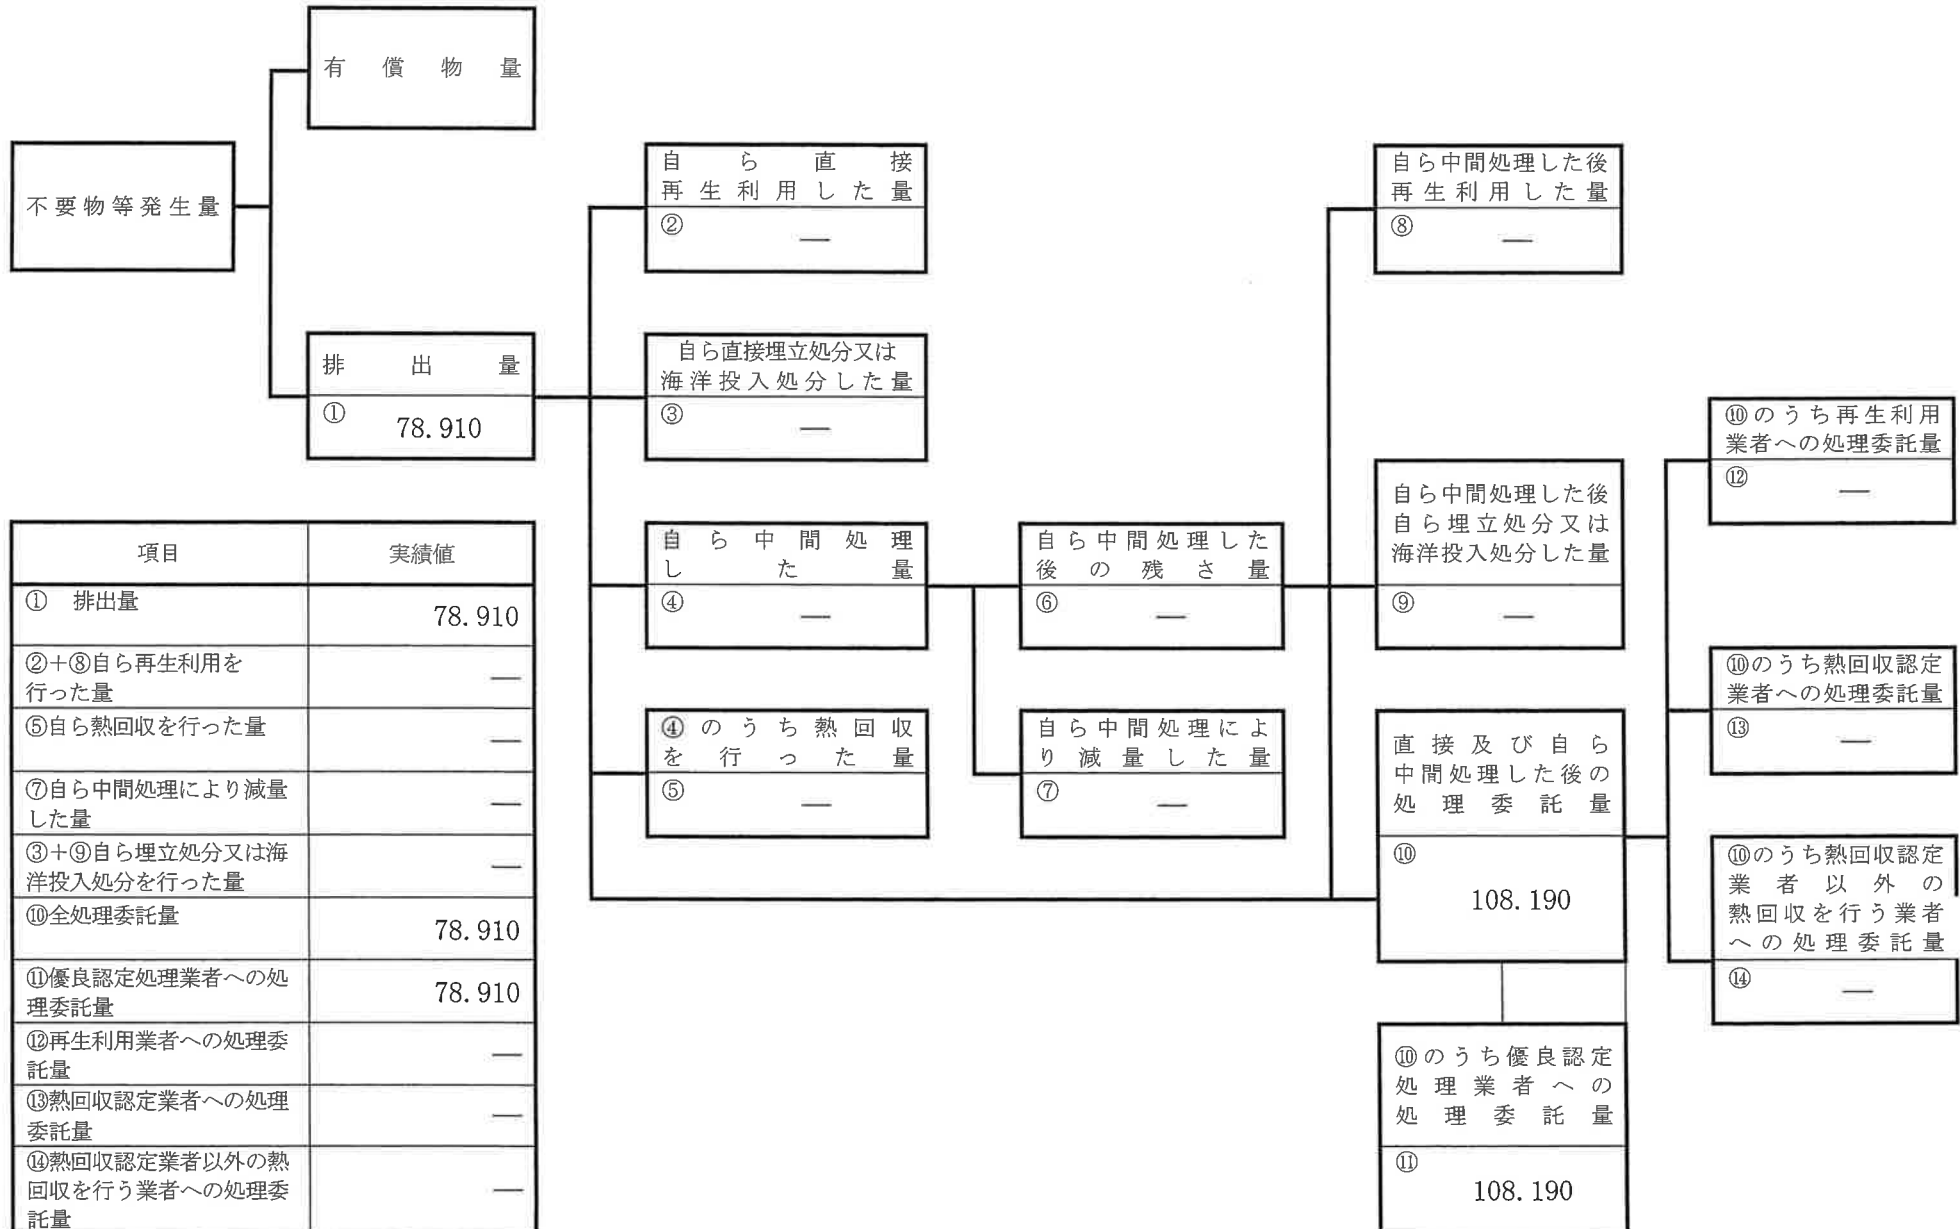 有償物量
不要物等発生量
排出量
① 78.910
自ら直接
再生利用した量
② —
自ら直接埋立処分又は
海洋投入処分した量
③ —
自ら中間処理
した量
④ —
④のうち熱回収
を行った量
⑤ —
自ら中間処理した
後の残さ量
⑥ —
自ら中間処理によ
り減量した量
⑦ —
自ら中間処理した後
再生利用した量
⑧ —
自ら中間処理した後
自ら埋立処分又は
海洋投入処分した量
⑨ —
直接及び自ら
中間処理した後の
処理委託量
⑩
108.190
⑩のうち優良認定
処理業者への
処理委託量
⑪
108.190
⑩のうち再生利用
業者への処理委託量
⑫ —
⑩のうち熱回収認定
業者への処理委託量
⑬ —
⑩のうち熱回収認定
業者以外の
熱回収を行う業者
への処理委託量
⑭ —
項目 実績値
① 排出量 78.910
②+⑧自ら再生利用を
行った量 —
⑤自ら熱回収を行った量 —
⑦自ら中間処理により減量
した量 —
③+⑨自ら埋立処分又は海
洋投入処分を行った量 —
⑩全処理委託量 78.910
⑪優良認定処理業者への処
理委託量 78.910
⑫再生利用業者への処理委
託量 —
⑬熱回収認定業者への処理
委託量 —
⑭熱回収認定業者以外の熱
回収を行う業者への処理委
託量 —